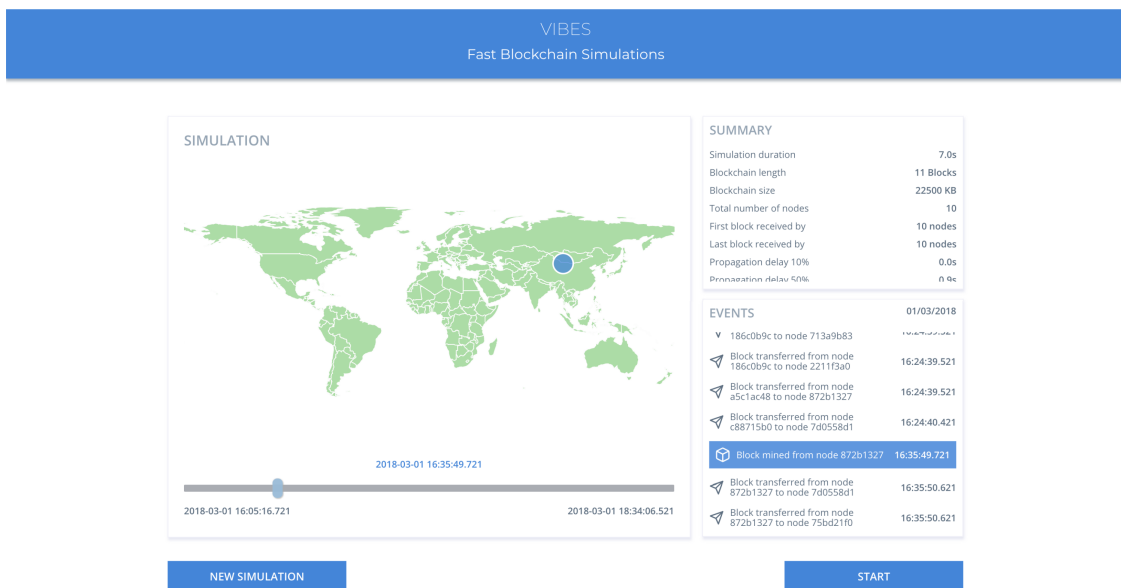 VIBES
Fast Blockchain Simulations
SIMULATION
2018-03-01 16:35:49.721
2018-03-01 16:05:16.721
2018-03-01 18:34:06.521
NEW SIMULATION
SUMMARY
Simulation duration 7.0s
Blockchain length 11 Blocks
Blockchain size 22500 KB
Total number of nodes 10
First block received by 10 nodes
Last block received by 10 nodes
Propagation delay 10% 0.0s
Propagation delay 50% 0.9s
EVENTS 01/03/2018
186c0b9c to node 713a9b83
Block transferred from node
186c0b9c to node 2211f3a0 16:24:39.521
Block transferred from node
a5c1ac48 to node 872b1327 16:24:39.521
Block transferred from node
c88715b0 to node 7d0558d1 16:24:40.421
Block mined from node 872b1327 16:35:49.721
Block transferred from node
872b1327 to node 7d0558d1 16:35:50.621
Block transferred from node
872b1327 to node 75bd21f0 16:35:50.621
START